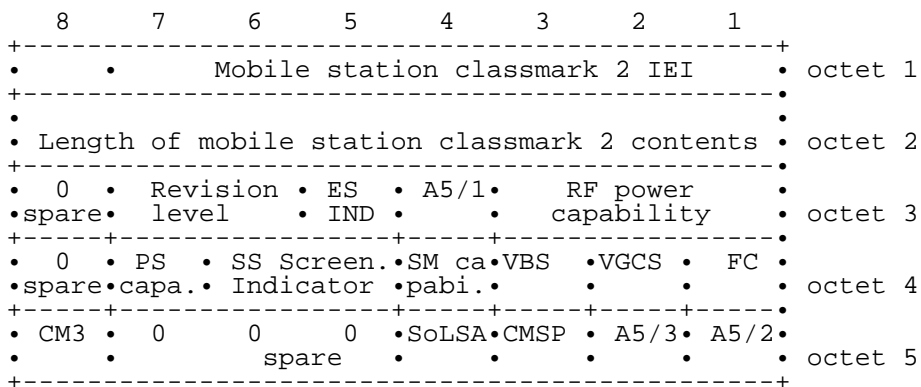 8 7 6 5 4 3 2 1
Mobile station classmark 2 IEI octet 1
Length of mobile station classmark 2 contents octet 2
0 Revision ES A5/1 RF power
spare level IND capability octet 3
0 PS SS Screen. SM ca VBS VGCS FC
spare capa. Indicator pabi. octet 4
CM3 0 0 0 SoLSA CMSP A5/3 A5/2
spare octet 5